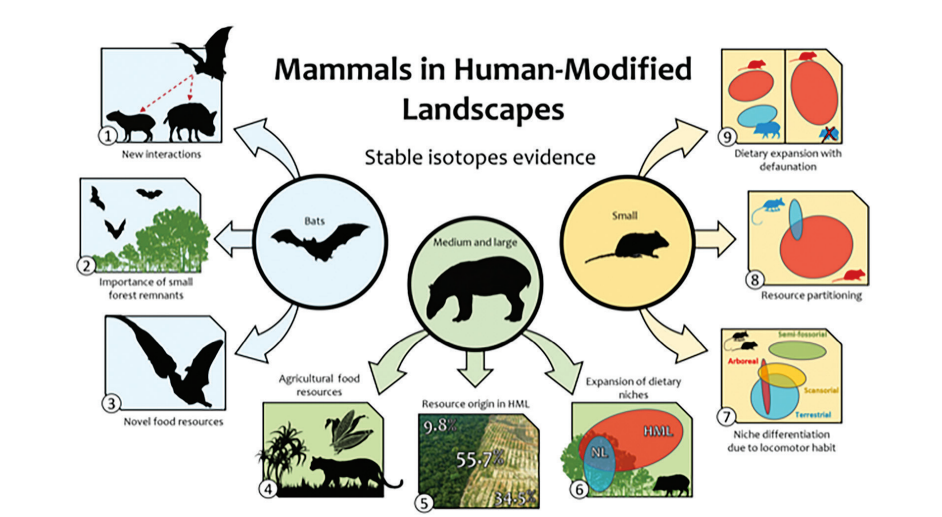 Mammals in Human-Modified
Landscapes
Stable isotopes evidence
Bats
Medium and large
Small
1
New interactions
2
Importance of small
forest remnants
3
Novel food resources
Agricultural food
resources
4
Resource origin in HML
9.8%
55.7%
34.5%
5
Expansion of dietary
niches
HML
NL
6
Semi-fossorial
Arboreal
Scansorial
Terrestrial
7
Niche differentiation
due to locomotor habit
8
Resource partitioning
9
Dietary expansion with
defaunation